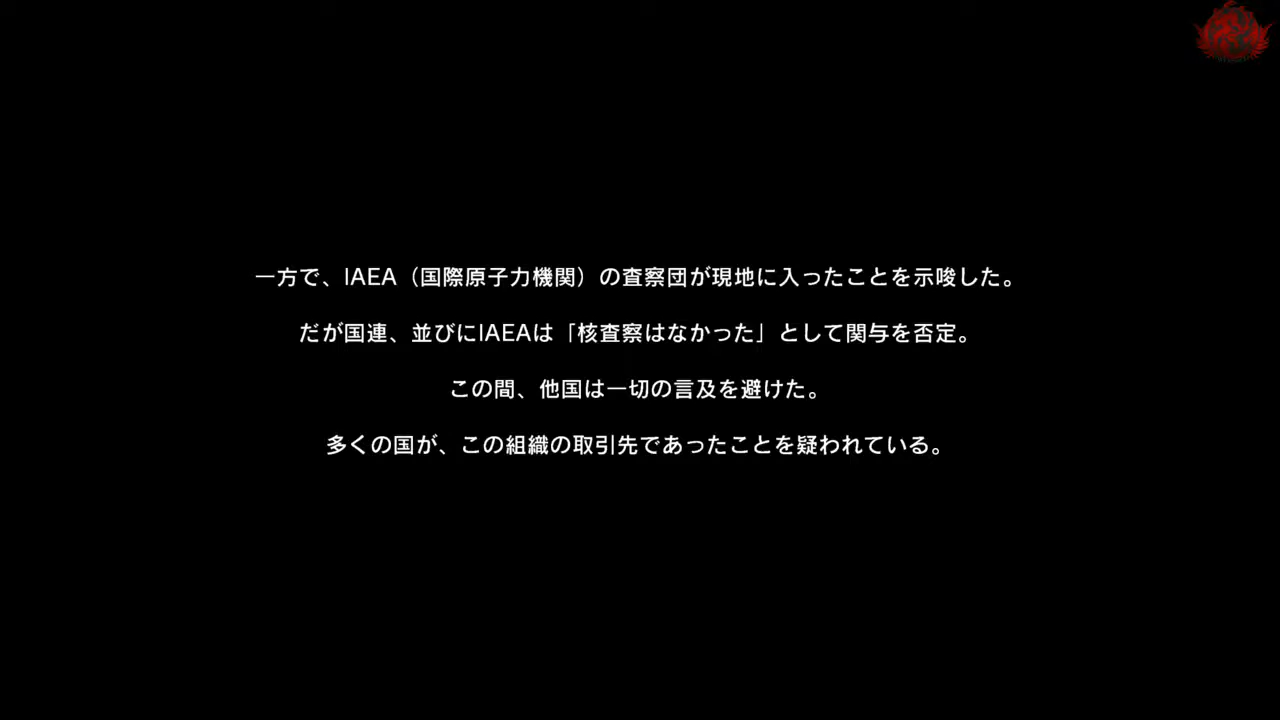 一方で、IAEA（国際原子力機関）の査察団が現地に入ったことを示唆した。
だが国連、並びにIAEAは「核査察はなかった」として関与を否定。
この間、他国は一切の言及を避けた。
多くの国が、この組織の取引先であったことを疑われている。